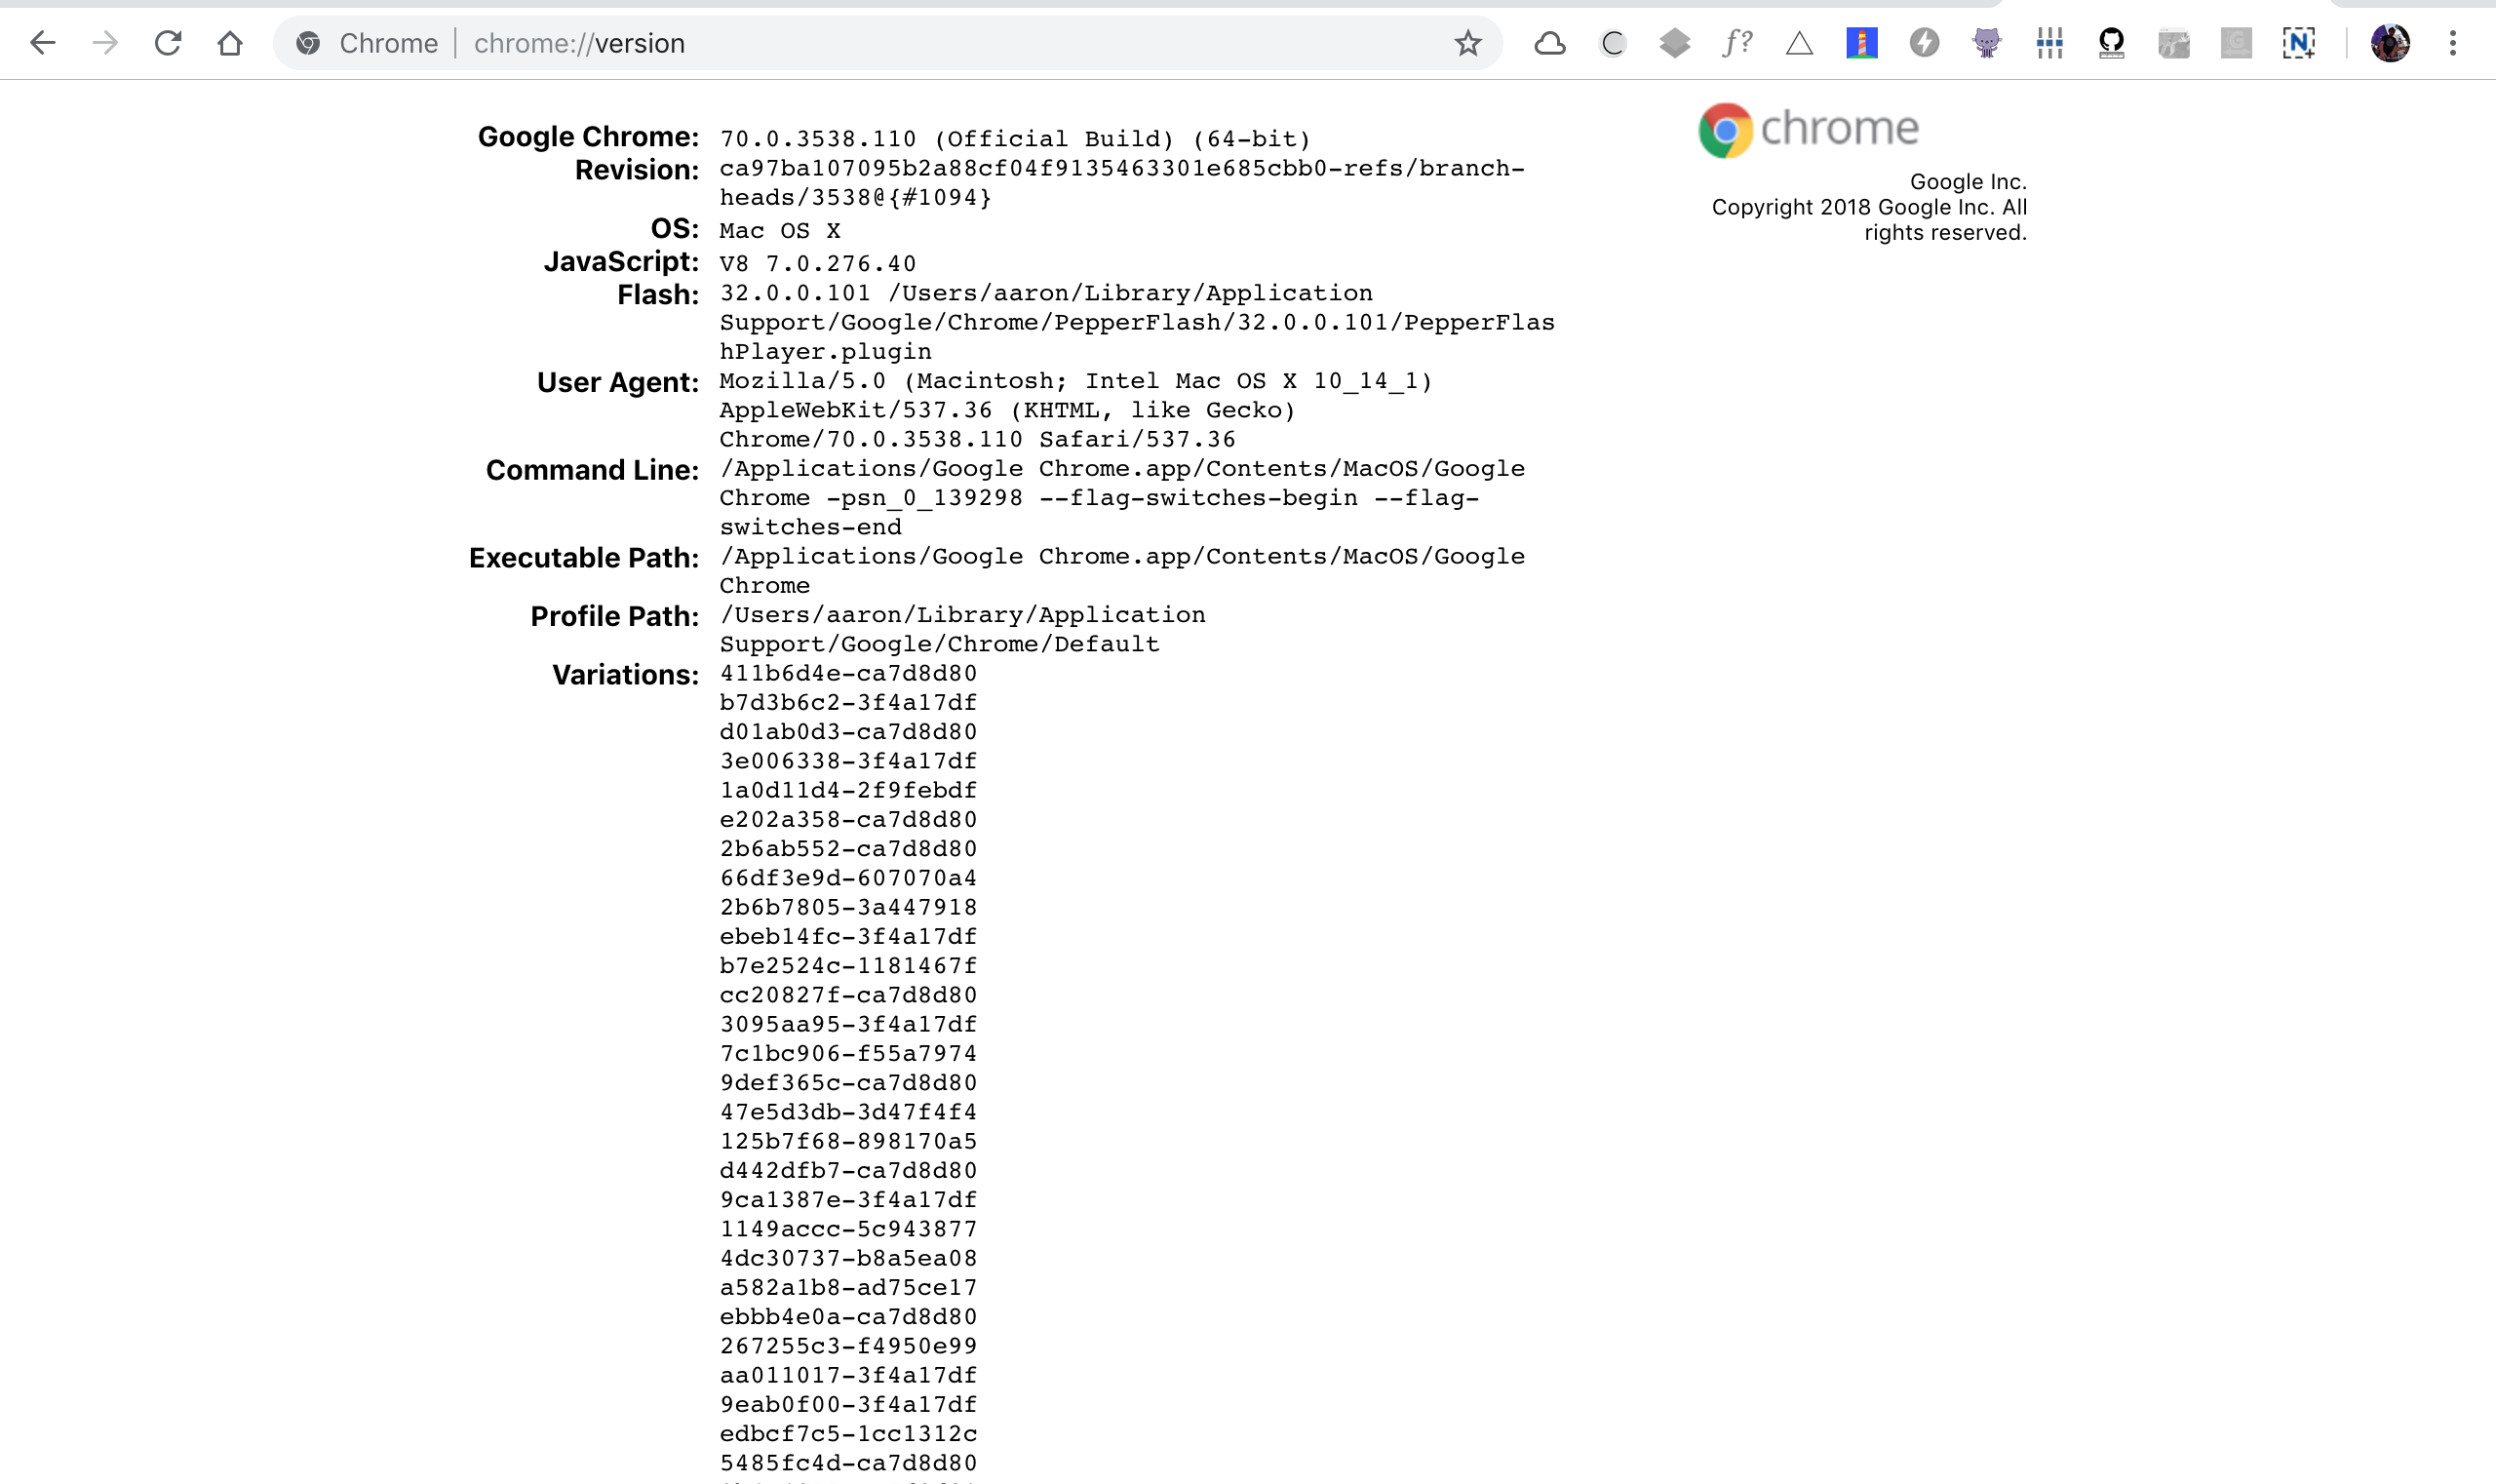 Chrome | chrome://version
f?
N
Google Chrome: 70.0.3538.110 (Official Build) (64-bit)
Revision: ca97ba107095b2a88cf04f9135463301e685cbb0-refs/branch-
heads/3538@{#1094}
OS: Mac OS X
JavaScript: V8 7.0.276.40
Flash: 32.0.0.101 /Users/aaron/Library/Application
Support/Google/Chrome/PepperFlash/32.0.0.101/PepperFlas
hPlayer.plugin
User Agent: Mozilla/5.0 (Macintosh; Intel Mac OS X 10_14_1)
AppleWebKit/537.36 (KHTML, like Gecko)
Chrome/70.0.3538.110 Safari/537.36
Command Line: /Applications/Google Chrome.app/Contents/MacOS/Google
Chrome -psn_0_139298 --flag-switches-begin --flag-
switches-end
Executable Path: /Applications/Google Chrome.app/Contents/MacOS/Google
Chrome
Profile Path: /Users/aaron/Library/Application
Support/Google/Chrome/Default
Variations: 411b6d4e-ca7d8d80
b7d3b6c2-3f4a17df
d01ab0d3-ca7d8d80
3e006338-3f4a17df
1a0d11d4-2f9febdf
e202a358-ca7d8d80
2b6ab552-ca7d8d80
66df3e9d-607070a4
2b6b7805-3a447918
ebeb14fc-3f4a17df
b7e2524c-1181467f
cc20827f-ca7d8d80
3095aa95-3f4a17df
7c1bc906-f55a7974
9def365c-ca7d8d80
47e5d3db-3d47f4f4
125b7f68-898170a5
d442dfb7-ca7d8d80
9ca1387e-3f4a17df
1149accc-5c943877
4dc30737-b8a5ea08
a582a1b8-ad75ce17
ebbb4e0a-ca7d8d80
267255c3-f4950e99
aa011017-3f4a17df
9eab0f00-3f4a17df
edbcf7c5-1cc1312c
5485fc4d-ca7d8d80
chrome
Google Inc.
Copyright 2018 Google Inc. All
rights reserved.